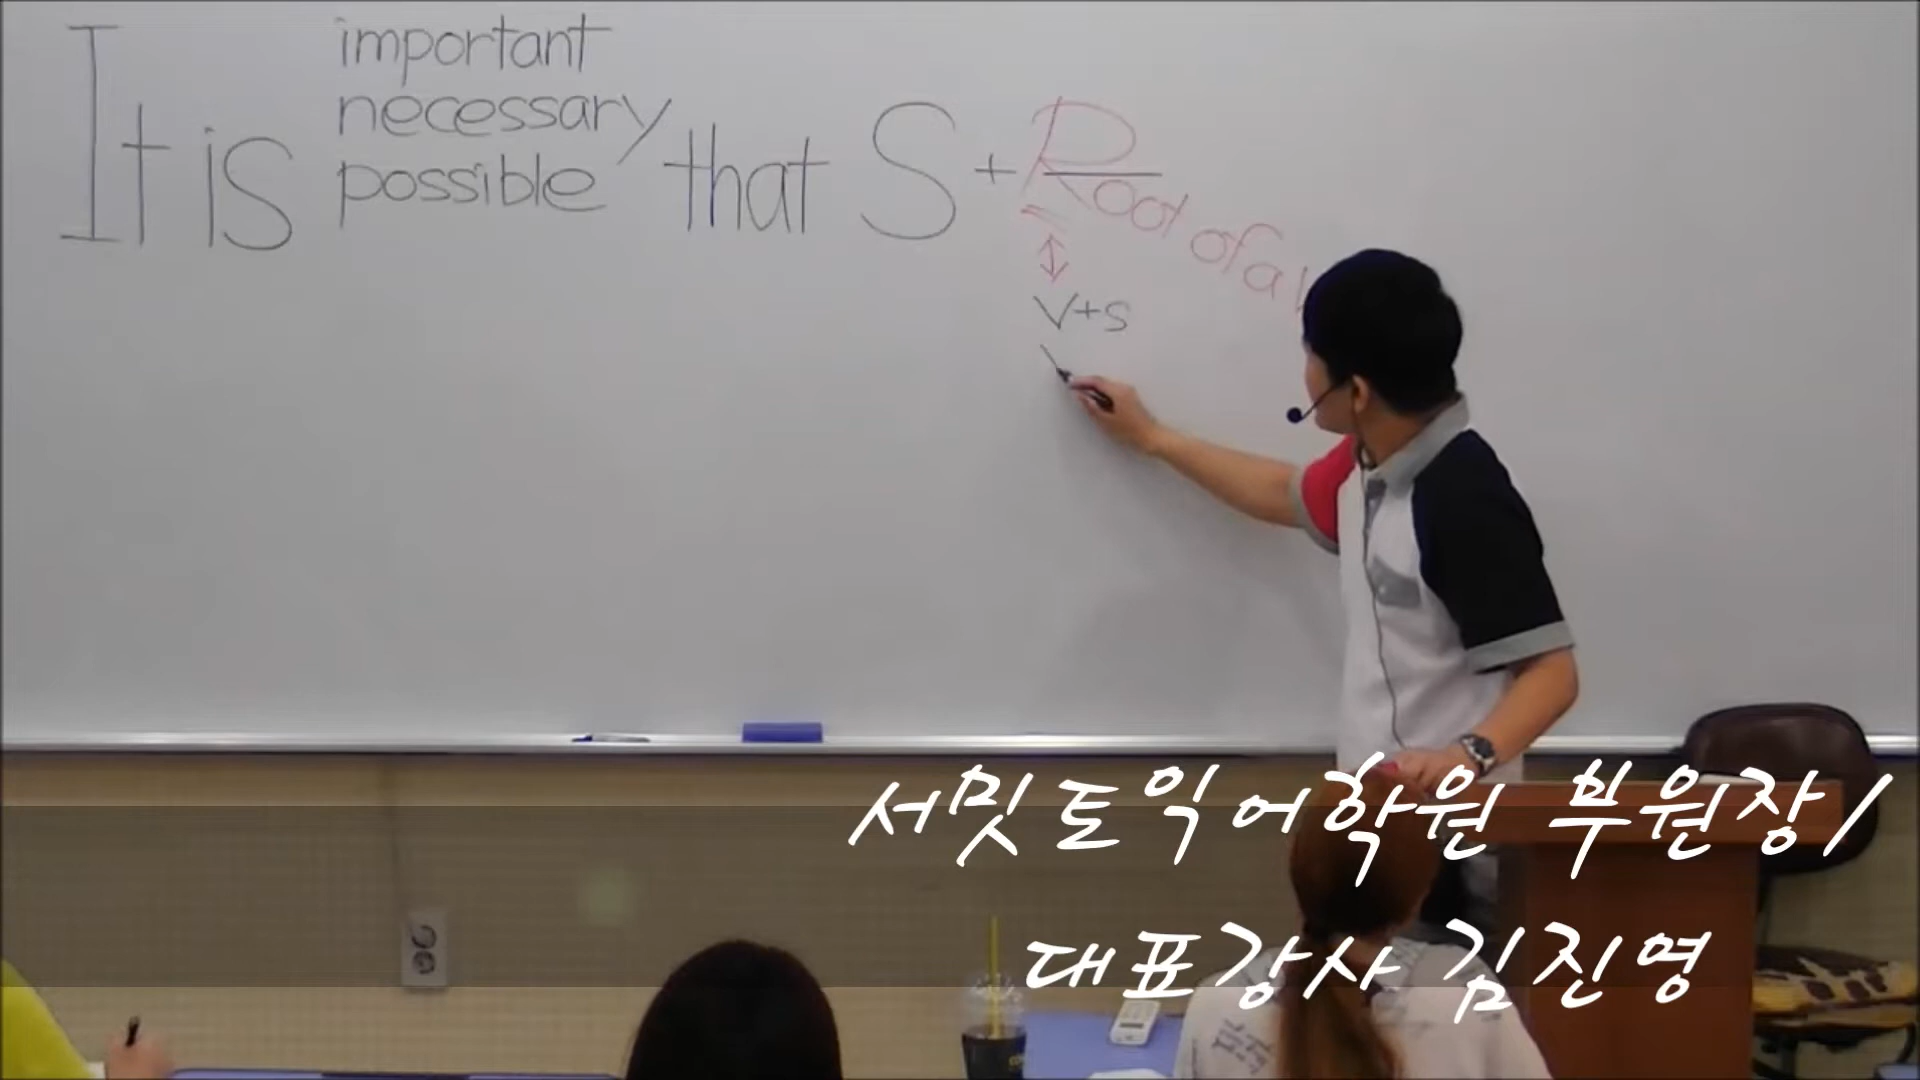 important
necessary
possible
It is that S + Root of a
V+S
서밋토익어학원 부원장/
대표강사 김진영